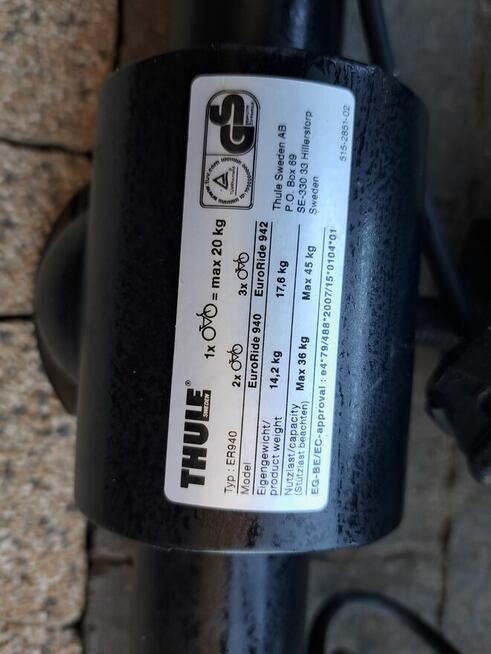 THULE®
SWEDEN
1x = max 20 kg
Typ : ER940
2x 3x
Model EuroRide 940 EuroRide 942
Eigengewicht/
product weight 14,2 kg 17,6 kg
Nutzlast/capacity Max 36 kg Max 45 kg
(Stützlast beachten)
EG-BE/EC-approval : e4*79/488*2007/15*0104*01
GS
Thule Sweden AB
P.O. Box 69
SE-330 33 Hillerstorp
Sweden
515-2851-02